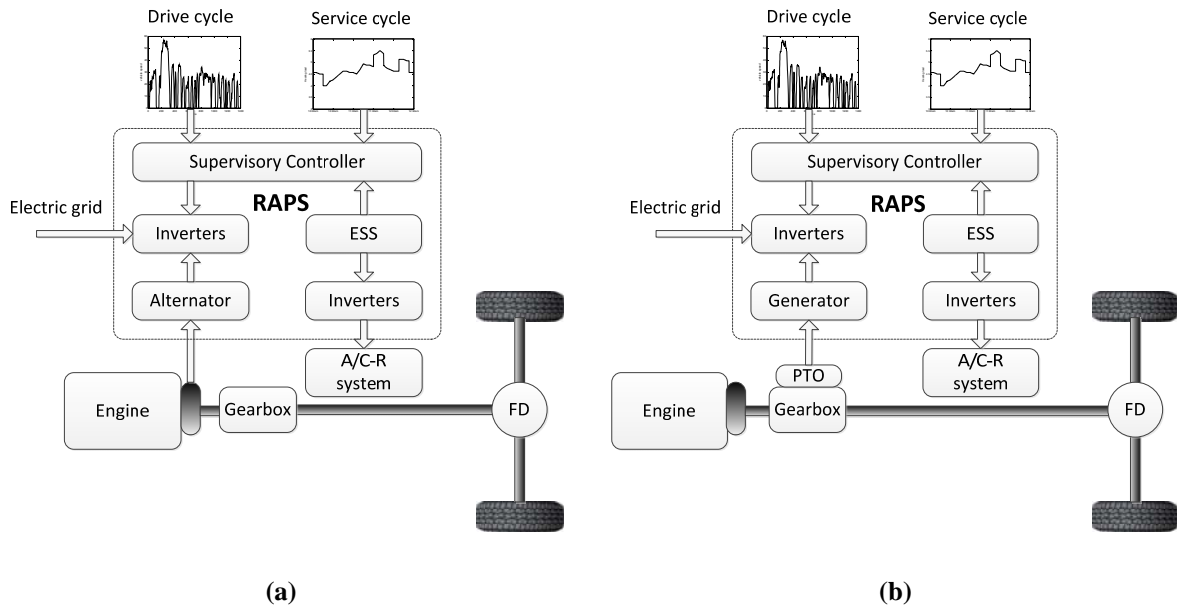 Drive cycle
Service cycle
Supervisory Controller
RAPS
Electric grid
Inverters
ESS
Alternator
Inverters
A/C-R
system
Engine
Gearbox
FD
(a)
Drive cycle
Service cycle
Supervisory Controller
RAPS
Electric grid
Inverters
ESS
Generator
Inverters
PTO
A/C-R
system
Engine
Gearbox
FD
(b)